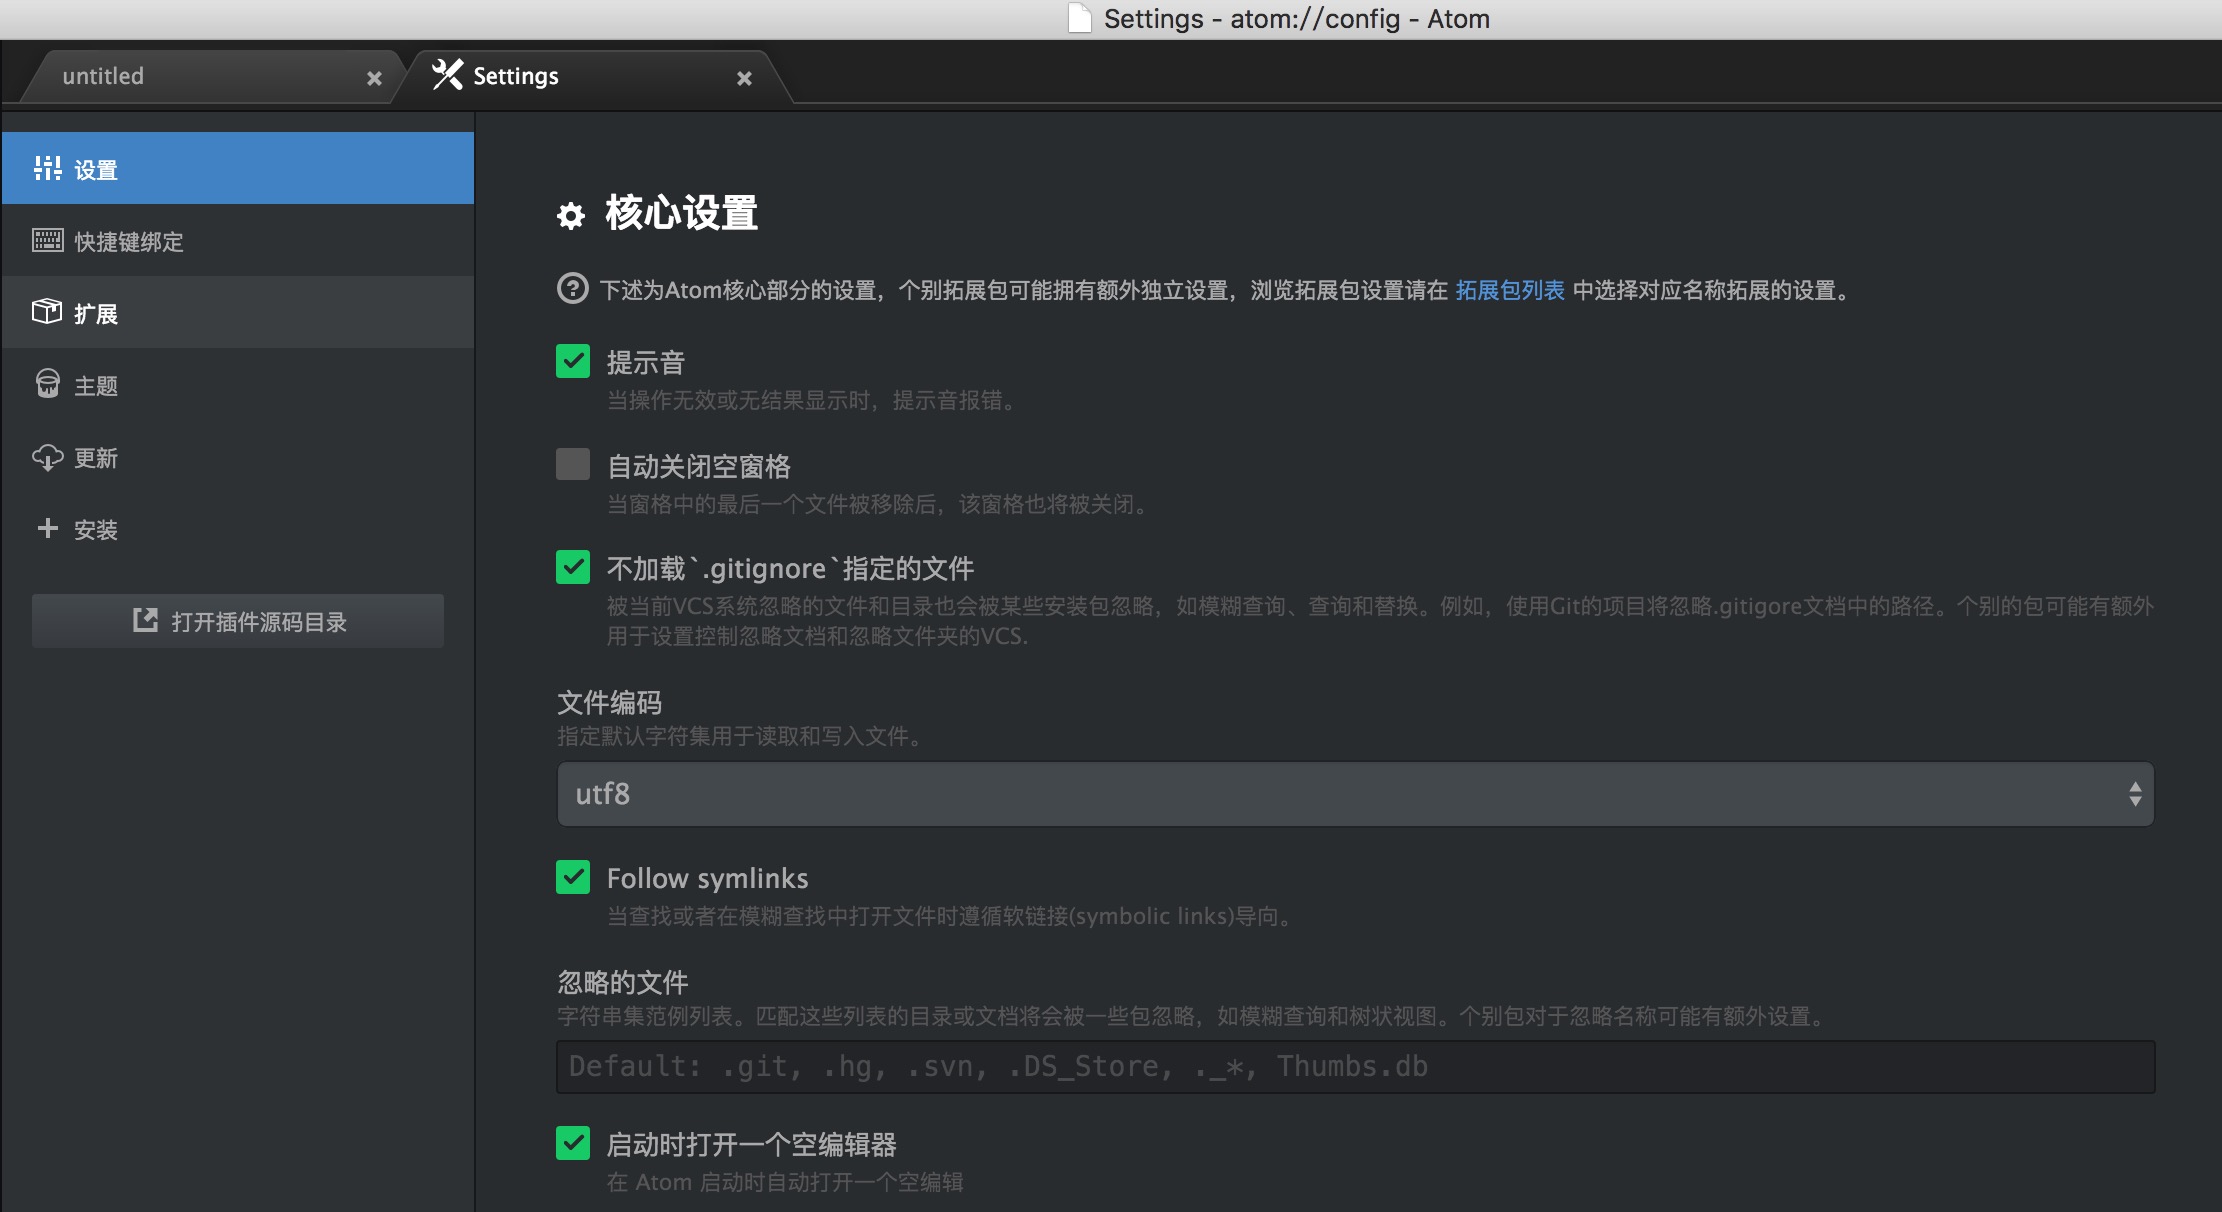 Settings - atom://config - Atom
untitled
Settings
设置
快捷键绑定
扩展
主题
更新
安装
打开插件源码目录
核心设置
下述为Atom核心部分的设置，个别拓展包可能拥有额外独立设置，浏览拓展包设置请在 拓展包列表 中选择对应名称拓展的设置。
提示音
当操作无效或无结果显示时，提示音报错。
自动关闭空窗格
当窗格中的最后一个文件被移除后，该窗格也将被关闭。
不加载`.gitignore`指定的文件
被当前VCS系统忽略的文件和目录也会被某些安装包忽略，如模糊查询、查询和替换。例如，使用Git的项目将忽略.gitigore文档中的路径。个别的包可能有额外
用于设置控制忽略文档和忽略文件夹的VCS.
文件编码
指定默认字符集用于读取和写入文件。
utf8
Follow symlinks
当查找或者在模糊查找中打开文件时遵循软链接(symbolic links)导向。
忽略的文件
字符串集范例列表。匹配这些列表的目录或文档将会被一些包忽略，如模糊查询和树状视图。个别包对于忽略名称可能有额外设置。
Default: .git, .hg, .svn, .DS_Store, ._*, Thumbs.db
启动时打开一个空编辑器
在 Atom 启动时自动打开一个空编辑